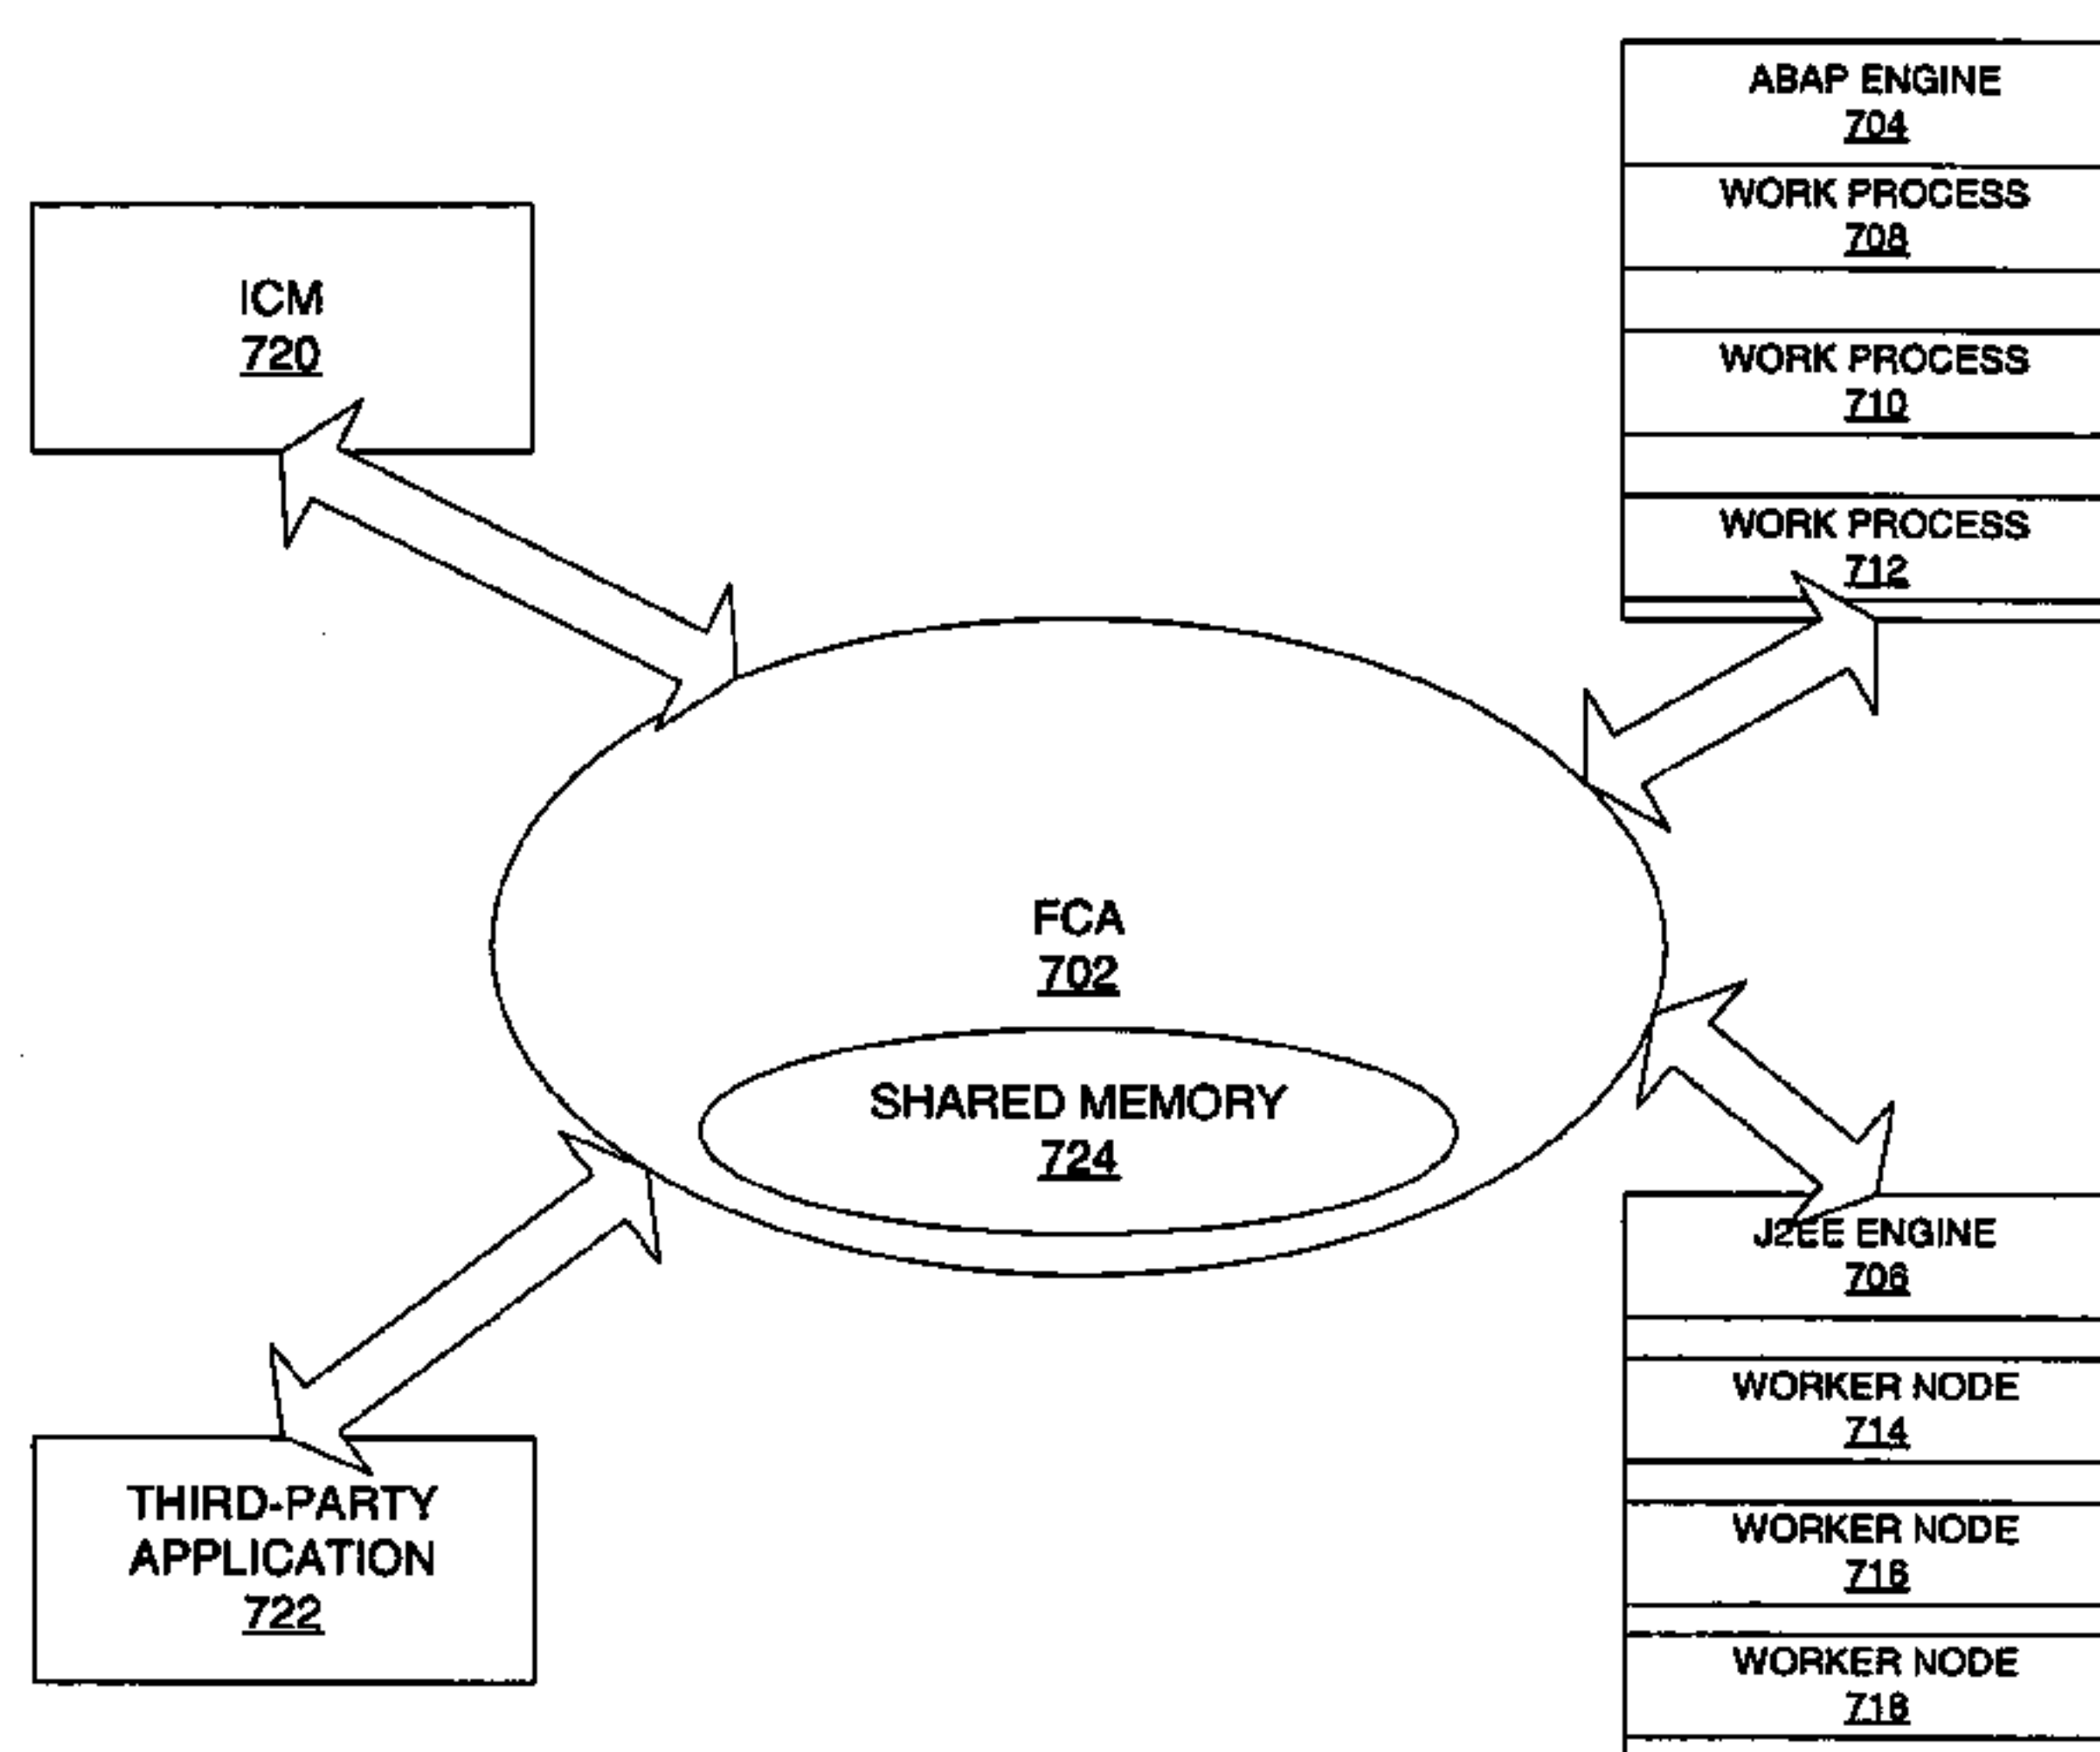 ICM
720
ABAP ENGINE
704
WORK PROCESS
708
WORK PROCESS
710
WORK PROCESS
712
FCA
702
SHARED MEMORY
724
THIRD-PARTY
APPLICATION
722
J2EE ENGINE
706
WORKER NODE
714
WORKER NODE
716
WORKER NODE
718